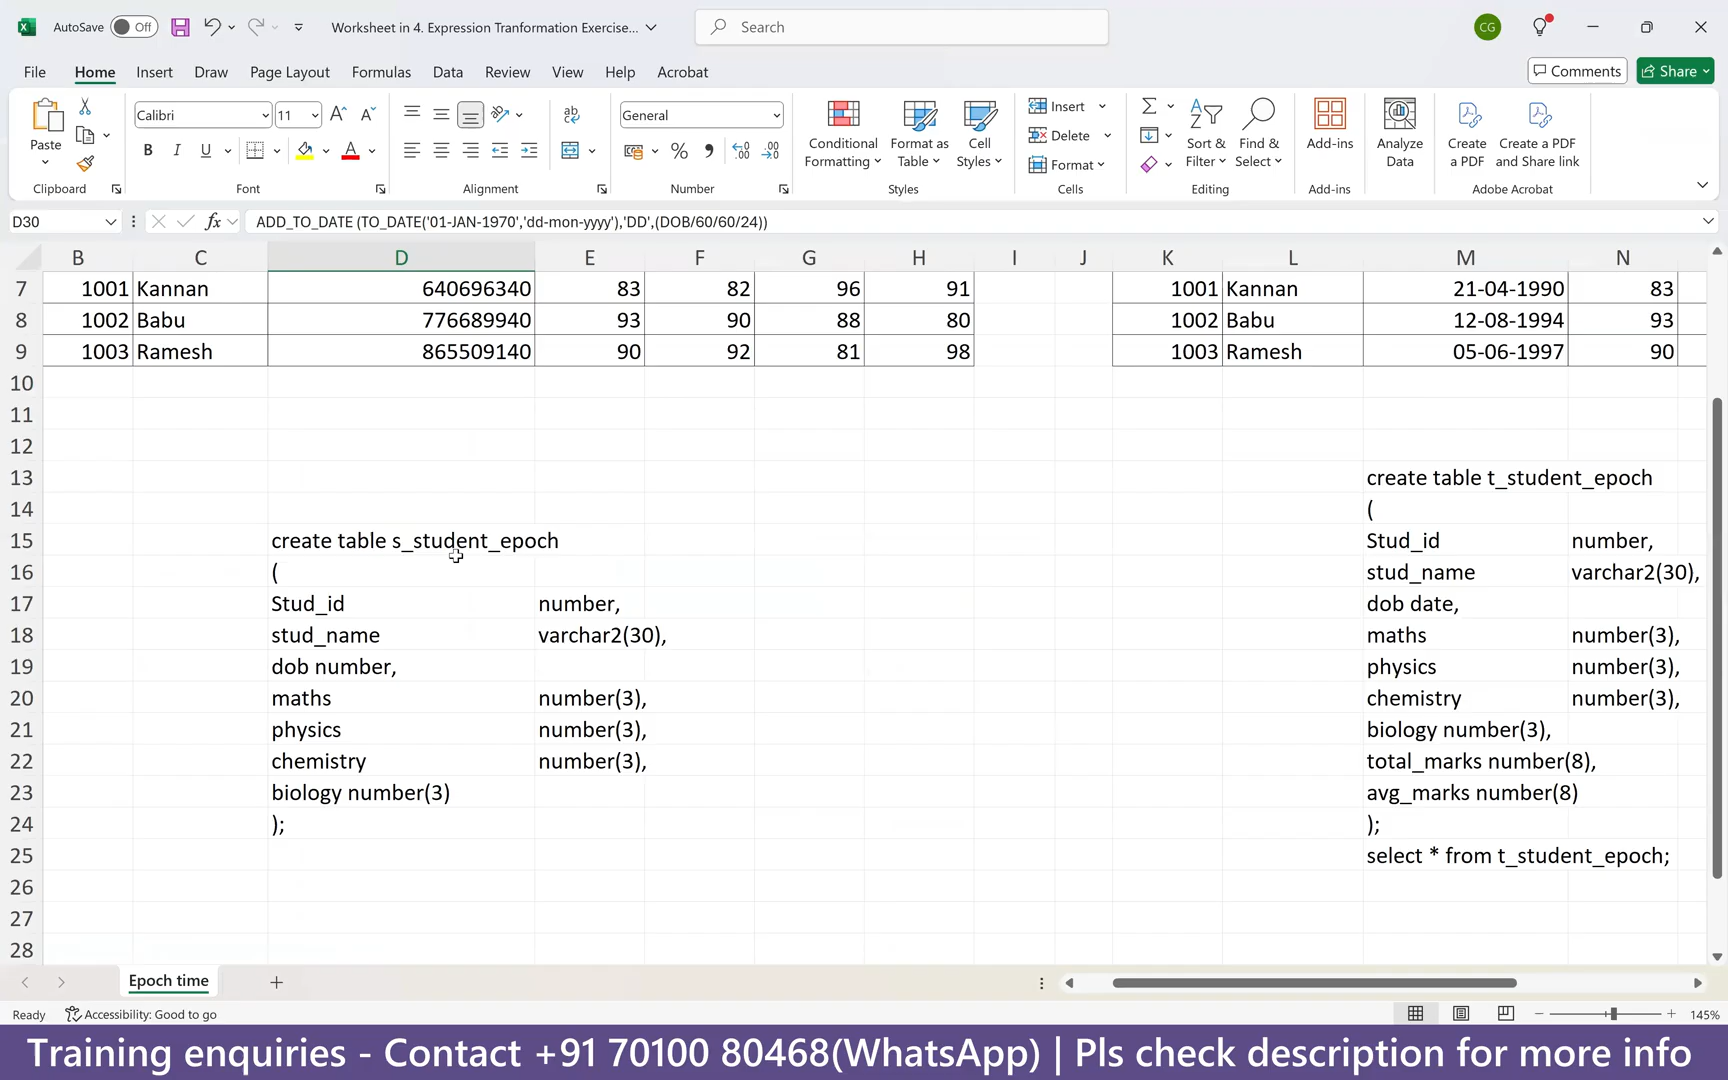 AutoSave Off Worksheet in 4. Expression Tranformation Exercise... Search CG
File Home Insert Draw Page Layout Formulas Data Review View Help Acrobat Comments Share
Paste Clipboard
Calibri 11 B I U Font
Alignment
General Number
Conditional Formatting Format as Table Cell Styles Styles
Insert Delete Format Cells
Sort & Filter Find & Select Editing
Add-ins Add-ins
Analyze Data
Create a PDF Create a PDF and Share link Adobe Acrobat
D30 fx ADD_TO_DATE (TO_DATE('01-JAN-1970','dd-mon-yyyy'),'DD',(DOB/60/60/24))
B C D E F G H I J K L M N
7 1001 Kannan 640696340 83 82 96 91 1001 Kannan 21-04-1990 83
8 1002 Babu 776689940 93 90 88 80 1002 Babu 12-08-1994 93
9 1003 Ramesh 865509140 90 92 81 98 1003 Ramesh 05-06-1997 90
10
11
12
13 create table t_student_epoch
14 (
15 create table s_student_epoch Stud_id number,
16 ( stud_name varchar2(30),
17 Stud_id number, dob date,
18 stud_name varchar2(30), maths number(3),
19 dob number, physics number(3),
20 maths number(3), chemistry number(3),
21 physics number(3), biology number(3),
22 chemistry number(3), total_marks number(8),
23 biology number(3) avg_marks number(8)
24 ); );
25 select * from t_student_epoch;
26
27
28
Epoch time
Ready Accessibility: Good to go 145%
Training enquiries - Contact +91 70100 80468(WhatsApp) | Pls check description for more info